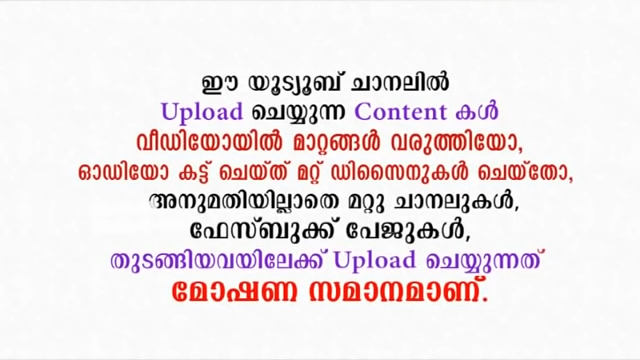 ഈ യൂട്യൂബ് ചാനലിൽ
Upload ചെയ്യുന്ന Content കൾ
വീഡിയോയിൽ മാറ്റങ്ങൾ വരുത്തിയോ,
ഓഡിയോ കട്ട് ചെയ്ത് മറ്റ് ഡിസൈനുകൾ ചെയ്തോ,
അനുമതിയില്ലാതെ മറ്റു ചാനലുകൾ,
ഫേസ്ബുക്ക് പേജുകൾ,
തുടങ്ങിയവയിലേക്ക് Upload ചെയ്യുന്നത്
മോഷണ സമാനമാണ്.